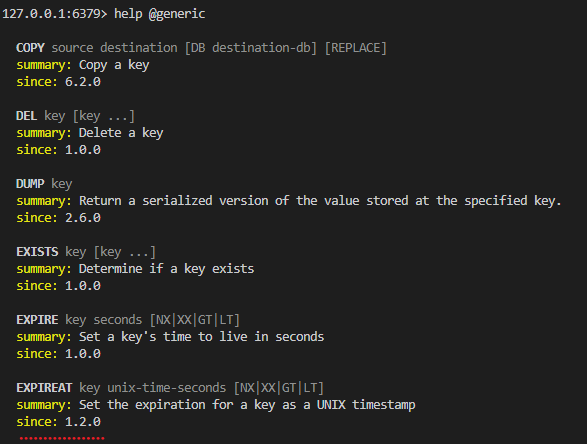 127.0.0.1:6379> help @generic
COPY source destination [DB destination-db] [REPLACE]
summary: Copy a key
since: 6.2.0
DEL key [key ...]
summary: Delete a key
since: 1.0.0
DUMP key
summary: Return a serialized version of the value stored at the specified key.
since: 2.6.0
EXISTS key [key ...]
summary: Determine if a key exists
since: 1.0.0
EXPIRE key seconds [NX|XX|GT|LT]
summary: Set a key's time to live in seconds
since: 1.0.0
EXPIREAT key unix-time-seconds [NX|XX|GT|LT]
summary: Set the expiration for a key as a UNIX timestamp
since: 1.2.0